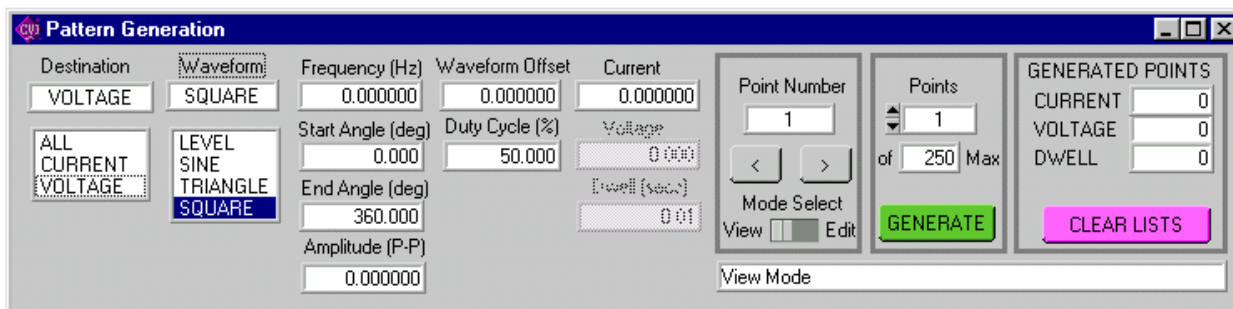 CVI Pattern Generation
Destination
VOLTAGE
ALL
CURRENT
VOLTAGE
Waveform
SQUARE
LEVEL
SINE
TRIANGLE
SQUARE
Frequency (Hz)
0.000000
Start Angle (deg)
0.000
End Angle (deg)
360.000
Amplitude (P-P)
0.000000
Waveform Offset
0.000000
Duty Cycle (%)
50.000
Current
0.000000
Voltage
0.000
Dwell (secs)
0.01
Point Number
1
< >
Mode Select
View Edit
Points
1
of 250 Max
GENERATE
GENERATED POINTS
CURRENT 0
VOLTAGE 0
DWELL 0
CLEAR LISTS
View Mode